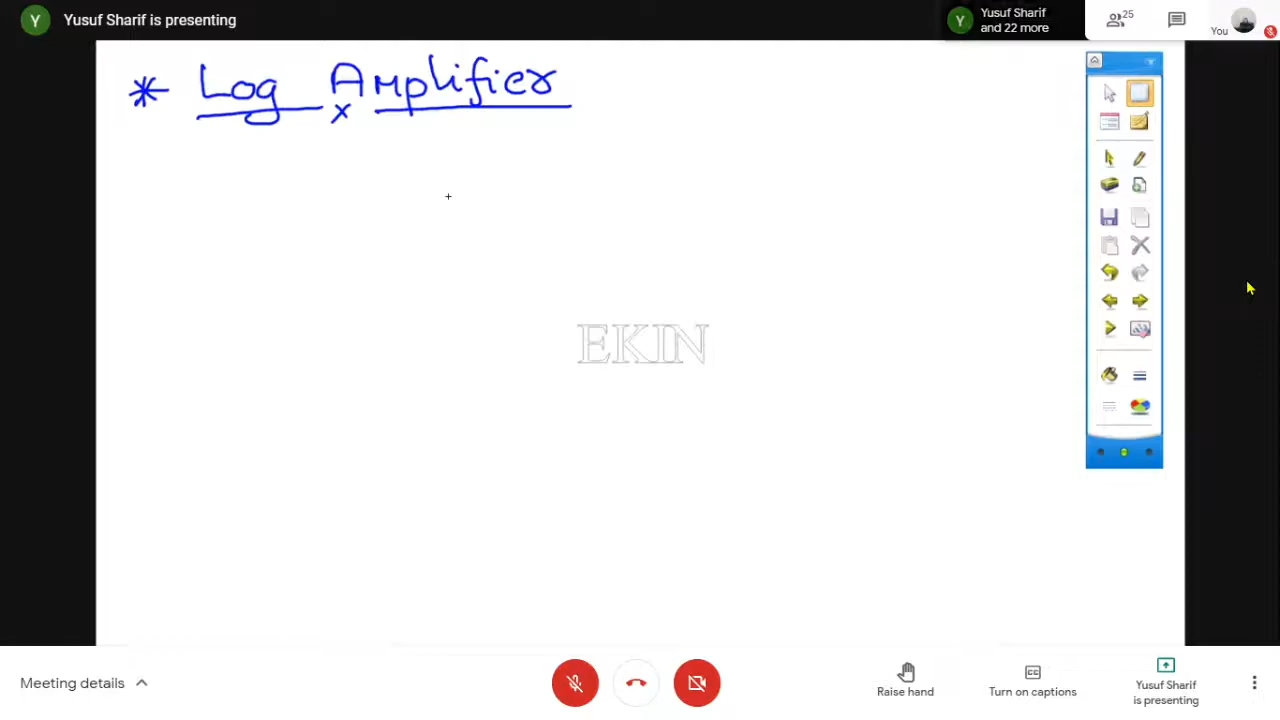 Y Yusuf Sharif is presenting
Y Yusuf Sharif
and 22 more
25
You
* Log Amplifier
x
EKIN
Meeting details
Raise hand
Turn on captions
Yusuf Sharif
is presenting